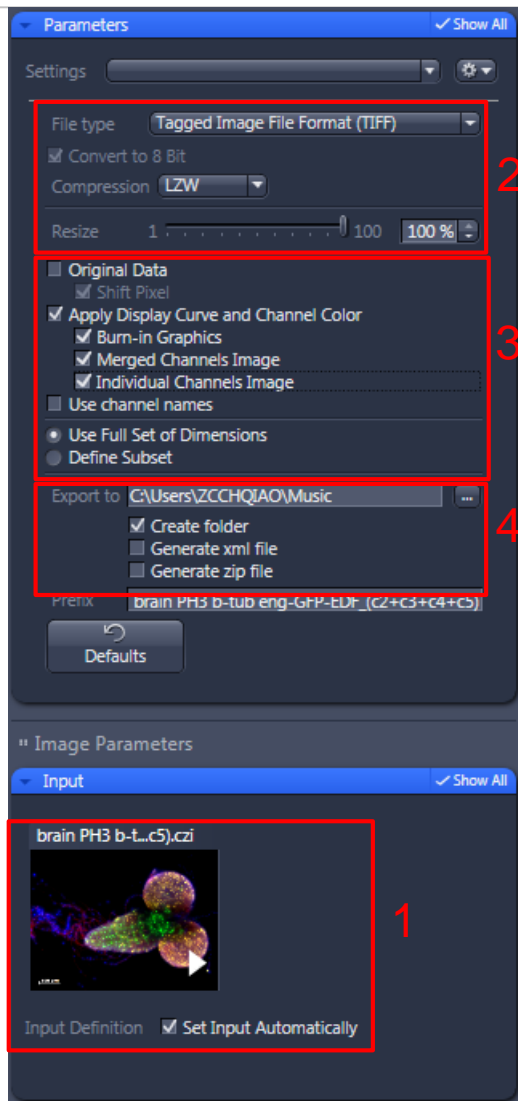 Parameters Show All
Settings
File type Tagged Image File Format (TIFF)
Convert to 8 Bit
2
Compression LZW
Resize 1 100 100 %
Original Data
Shift Pixel
Apply Display Curve and Channel Color
Burn-in Graphics
3
Merged Channels Image
Individual Channels Image
Use channel names
Use Full Set of Dimensions
Define Subset
Export to C:\Users\ZCCHQIAO\Music ...
Create folder
4
Generate xml file
Generate zip file
Prefix brain PH3 b-tub eng-GFP-EDF_(c2+c3+c4+c5)
Defaults
Image Parameters
Input Show All
brain PH3 b-t...c5).czi
1
Input Definition Set Input Automatically